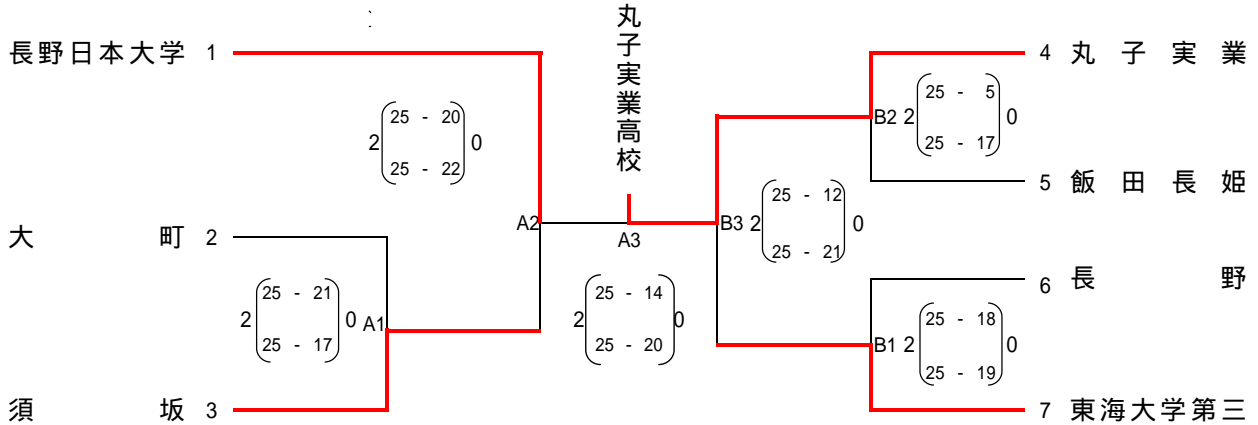 丸子実業高校
長野日本大学 1
4 丸子実業
25 - 5
B2 2 0
25 - 17
25 - 20
2 0
25 - 22
5 飯田長姫
25 - 12
A2 B3 2 0
25 - 21
A3
大町 2
6 長野
25 - 21
2 0 A1
25 - 17
25 - 14
2 0
25 - 20
25 - 18
B1 2 0
25 - 19
須坂 3
7 東海大学第三